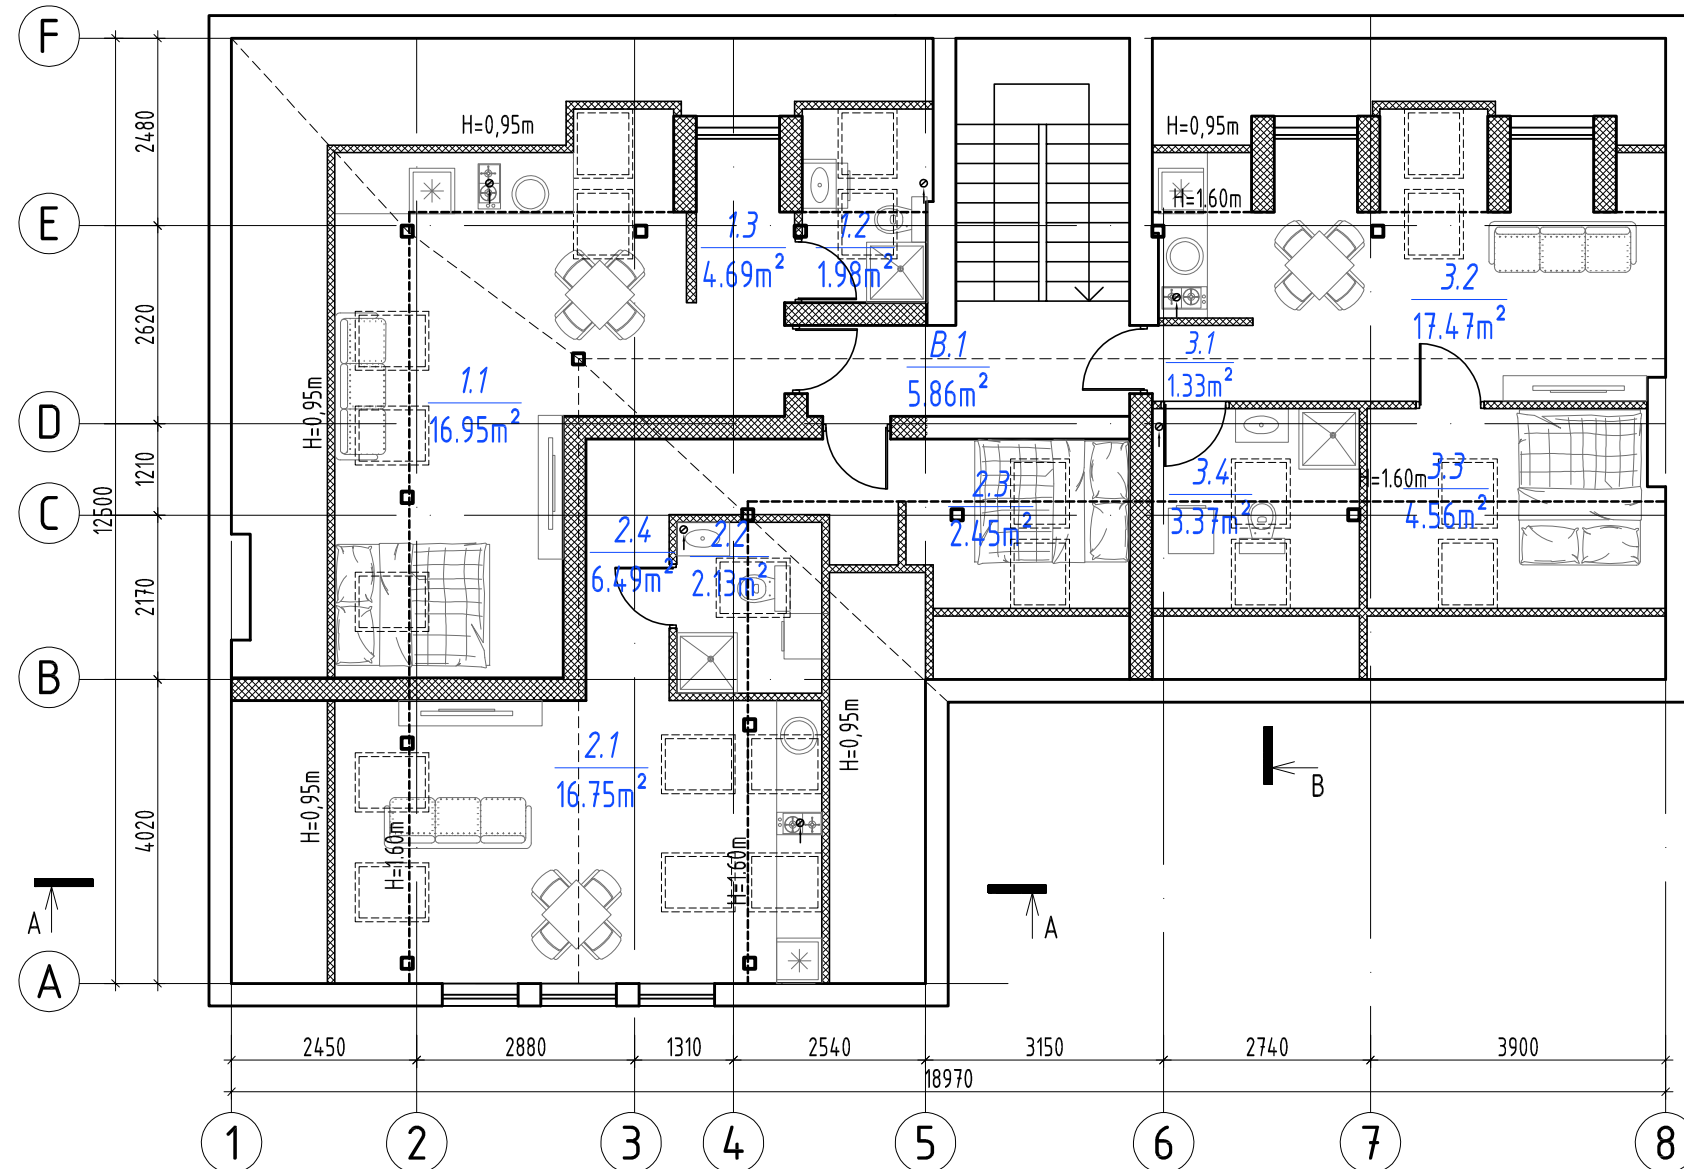 F
E
D
C
B
A
2480
2620
1210
2170
4020
12500
H=0,95m
H=0,95m
H=1.60m
1.3
4.69m²
1.2
1.98m²
3.2
17.47m²
B.1
5.86m²
3.1
1.33m²
1.1
16.95m²
H=0,95m
2.3
2.45m²
3.4
3.37m²
H=1.60m
3.3
4.56m²
2.4
6.49m²
2.2
2.13m²
2.1
16.75m²
H=0,95m
H=0,95m
H=1.60m
H=1.60m
B
A
A
2450
2880
1310
2540
3150
2740
3900
18970
1
2
3
4
5
6
7
8